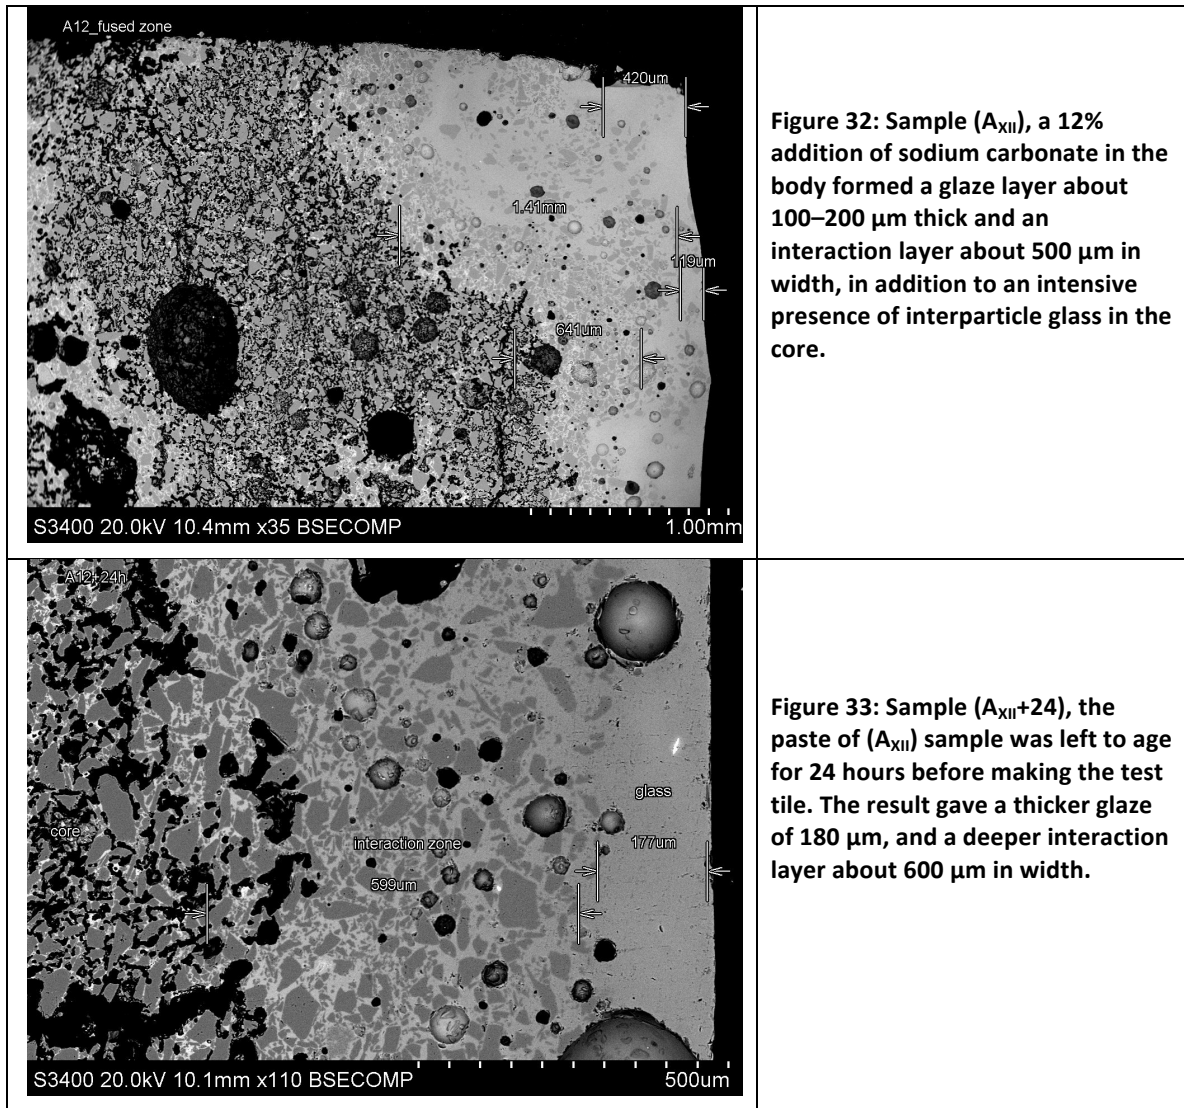 A12_fused zone
420um
1.41mm
119um
641um
S3400 20.0kV 10.4mm x35 BSECOMP 1.00mm
Figure 32: Sample (AXII), a 12%
addition of sodium carbonate in the
body formed a glaze layer about
100–200 μm thick and an
interaction layer about 500 μm in
width, in addition to an intensive
presence of interparticle glass in the
core.
A12+24h
glass
core
interaction zone
177um
599um
S3400 20.0kV 10.1mm x110 BSECOMP 500um
Figure 33: Sample (AXII+24), the
paste of (AXII) sample was left to age
for 24 hours before making the test
tile. The result gave a thicker glaze
of 180 μm, and a deeper interaction
layer about 600 μm in width.